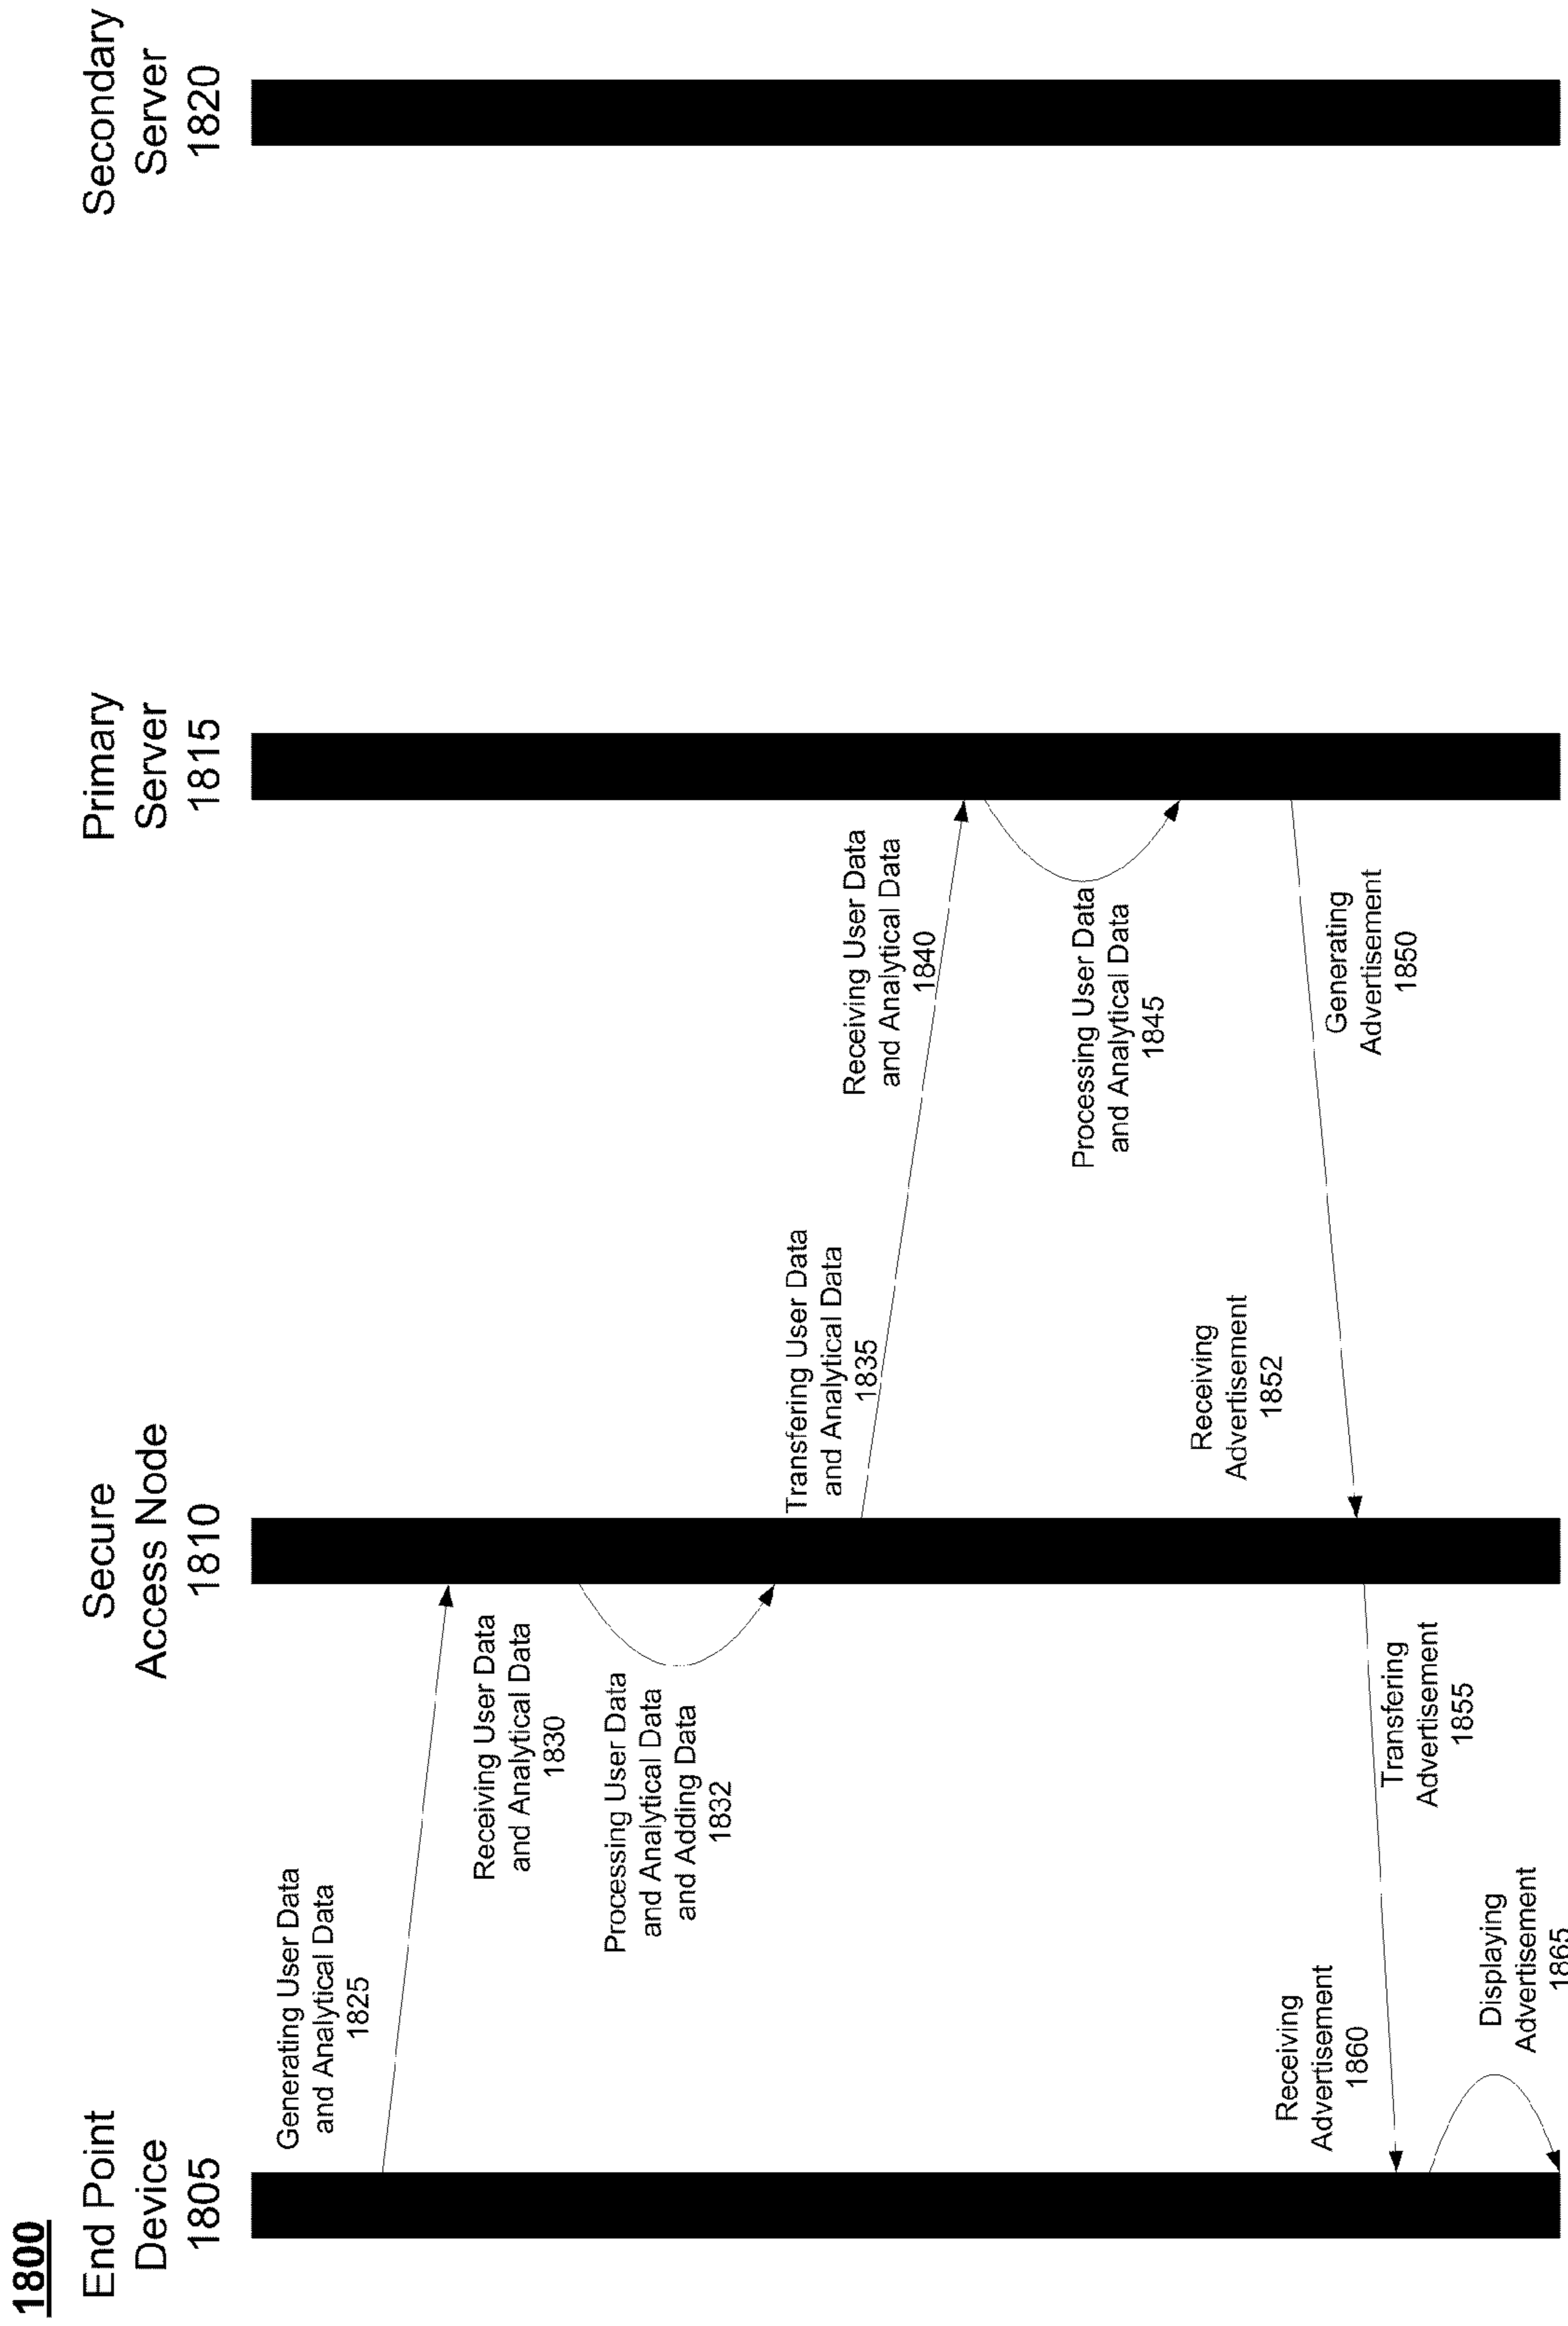 1800
End Point
Device
1805
Secure
Access Node
1810
Primary
Server
1815
Secondary
Server
1820
Generating User Data
and Analytical Data
1825
Receiving User Data
and Analytical Data
1830
Processing User Data
and Analytical Data
and Adding Data
1832
Transfering User Data
and Analytical Data
1835
Receiving User Data
and Analytical Data
1840
Processing User Data
and Analytical Data
1845
Generating
Advertisement
1850
Receiving
Advertisement
1852
Transfering
Advertisement
1855
Receiving
Advertisement
1860
Displaying
Advertisement
1865